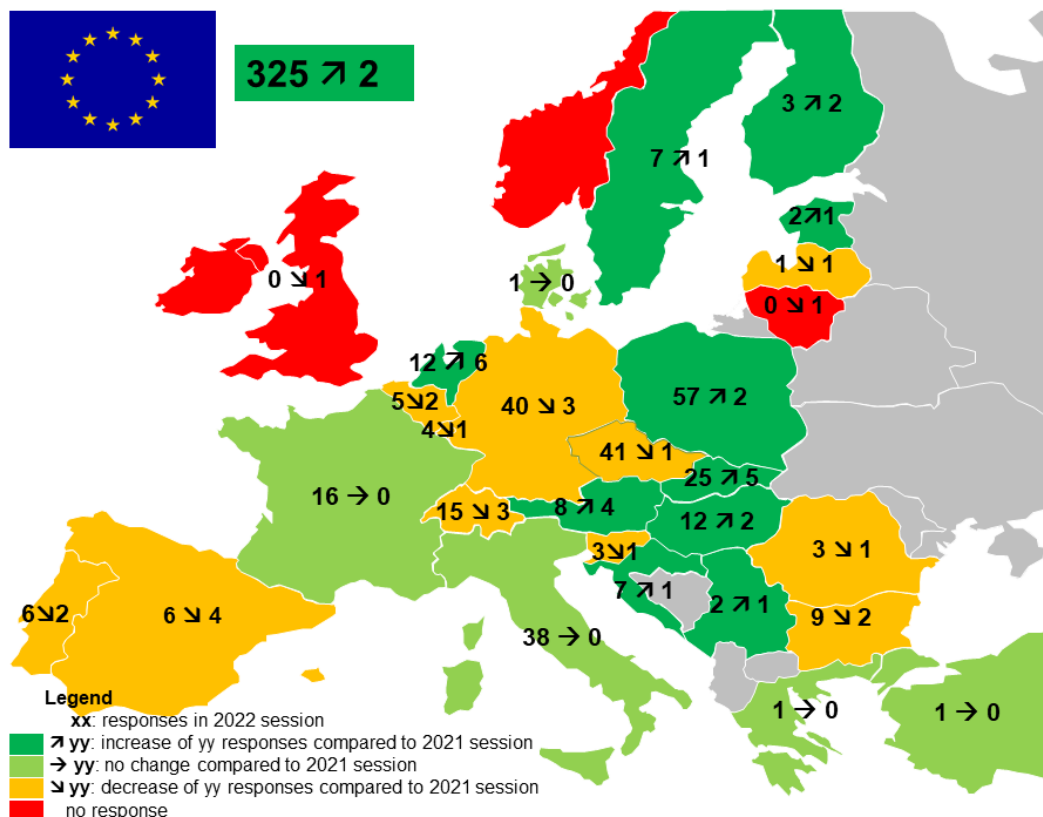 325 ↗ 2
3 ↗ 2
7 ↗ 1
2↗1
1 ↘ 1
0 ↘ 1
1 → 0
0 ↘ 1
12 ↗ 6
5↘2
4↘1
40 ↘ 3
57 ↗ 2
41 ↘ 1
25 ↗ 5
16 → 0
15 ↘ 3
8 ↗ 4
12 ↗ 2
3↘1
3 ↘ 1
7 ↗ 1
2 ↗ 1
9 ↘ 2
6↘2
6 ↘ 4
38 → 0
1 → 0
1 → 0
Legend
xx: responses in 2022 session
↗ yy: increase of yy responses compared to 2021 session
→ yy: no change compared to 2021 session
↘ yy: decrease of yy responses compared to 2021 session
no response